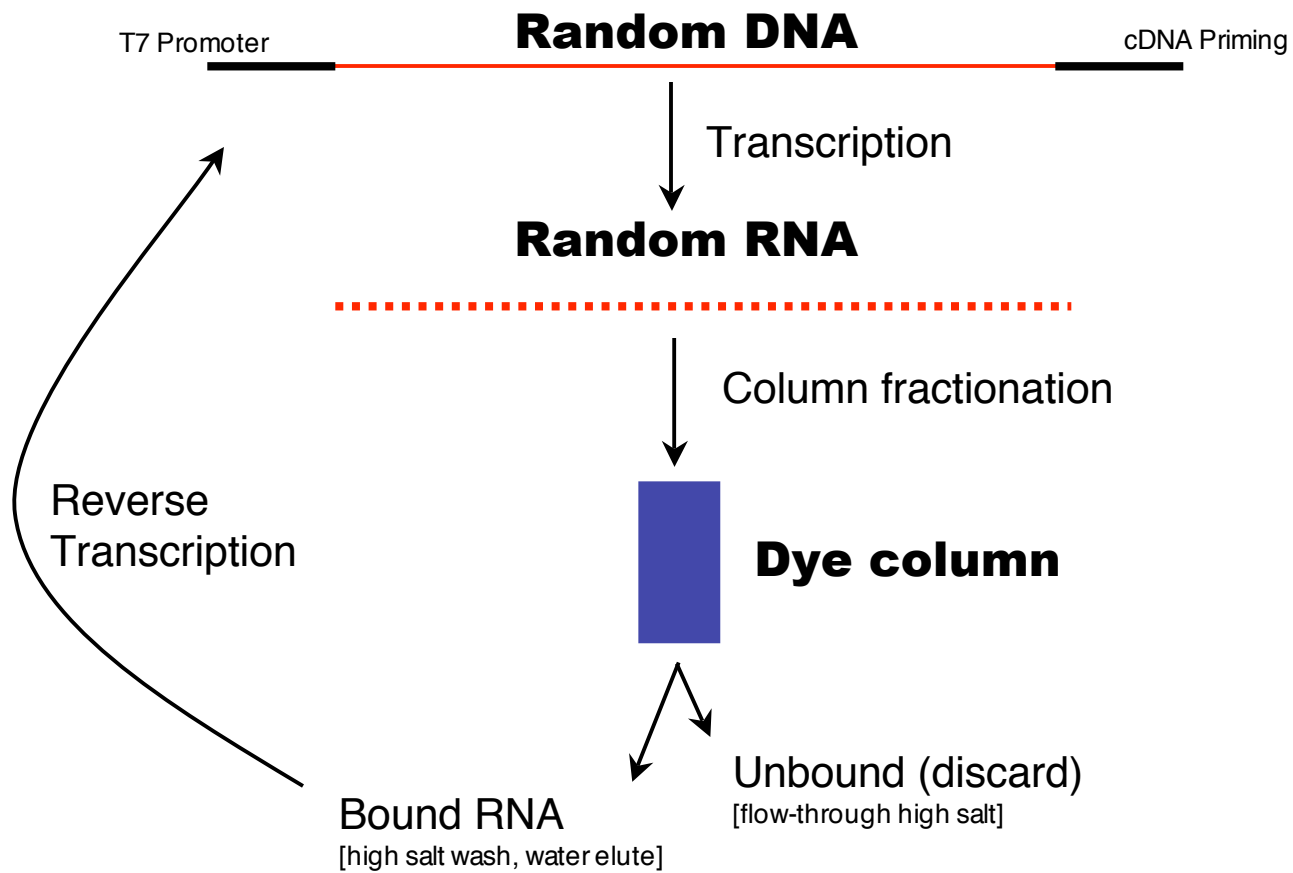 T7 Promoter
Random DNA
cDNA Priming
Transcription
Random RNA
Column fractionation
Reverse
Transcription
Dye column
Unbound (discard)
[flow-through high salt]
Bound RNA
[high salt wash, water elute]